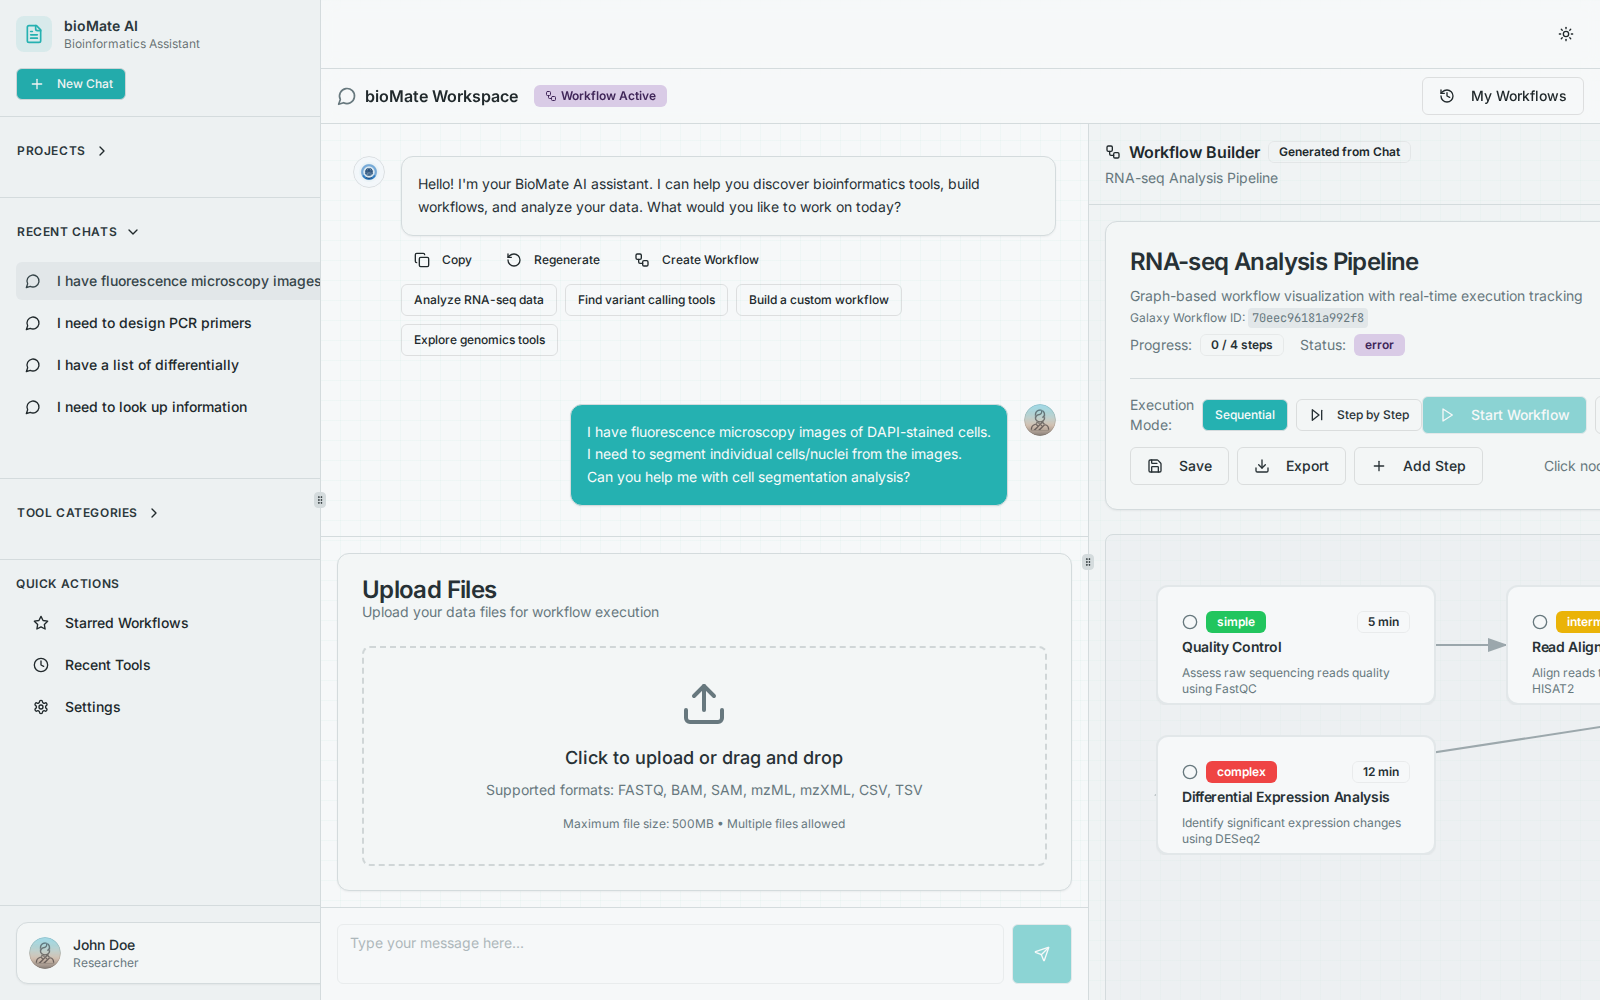 bioMate AI
Bioinformatics Assistant
New Chat
PROJECTS
RECENT CHATS
I have fluorescence microscopy images
I need to design PCR primers
I have a list of differentially
I need to look up information
TOOL CATEGORIES
QUICK ACTIONS
Starred Workflows
Recent Tools
Settings
John Doe
Researcher
bioMate Workspace
Workflow Active
My Workflows
Hello! I'm your BioMate AI assistant. I can help you discover bioinformatics tools, build
workflows, and analyze your data. What would you like to work on today?
Copy
Regenerate
Create Workflow
Analyze RNA-seq data
Find variant calling tools
Build a custom workflow
Explore genomics tools
I have fluorescence microscopy images of DAPI-stained cells.
I need to segment individual cells/nuclei from the images.
Can you help me with cell segmentation analysis?
Upload Files
Upload your data files for workflow execution
Click to upload or drag and drop
Supported formats: FASTQ, BAM, SAM, mzML, mzXML, CSV, TSV
Maximum file size: 500MB • Multiple files allowed
Type your message here...
Workflow Builder
Generated from Chat
RNA-seq Analysis Pipeline
RNA-seq Analysis Pipeline
Graph-based workflow visualization with real-time execution tracking
Galaxy Workflow ID: 70eec96181a992f8
Progress: 0 / 4 steps Status: error
Execution
Mode:
Sequential
Step by Step
Start Workflow
Save
Export
Add Step
Click
simple
5 min
Quality Control
Assess raw sequencing reads quality
using FastQC
Read
Align reads
HISAT2
complex
12 min
Differential Expression Analysis
Identify significant expression changes
using DESeq2